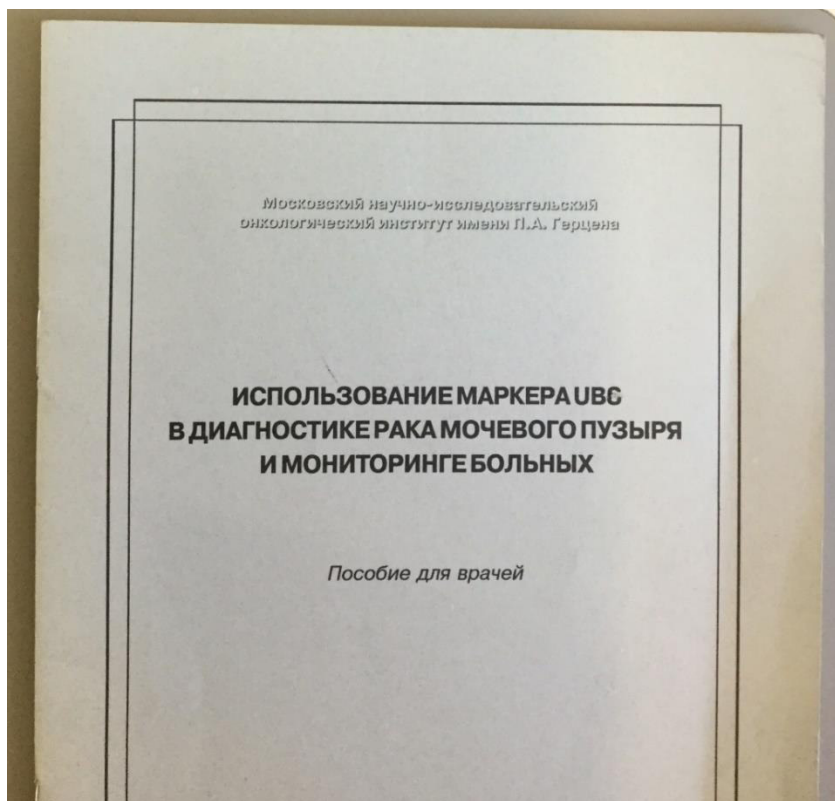 Московский научно-исследовательский
онкологический институт имени П.А. Герцена
ИСПОЛЬЗОВАНИЕ МАРКЕРА UBC
В ДИАГНОСТИКЕ РАКА МОЧЕВОГО ПУЗЫРЯ
И МОНИТОРИНГЕ БОЛЬНЫХ
Пособие для врачей